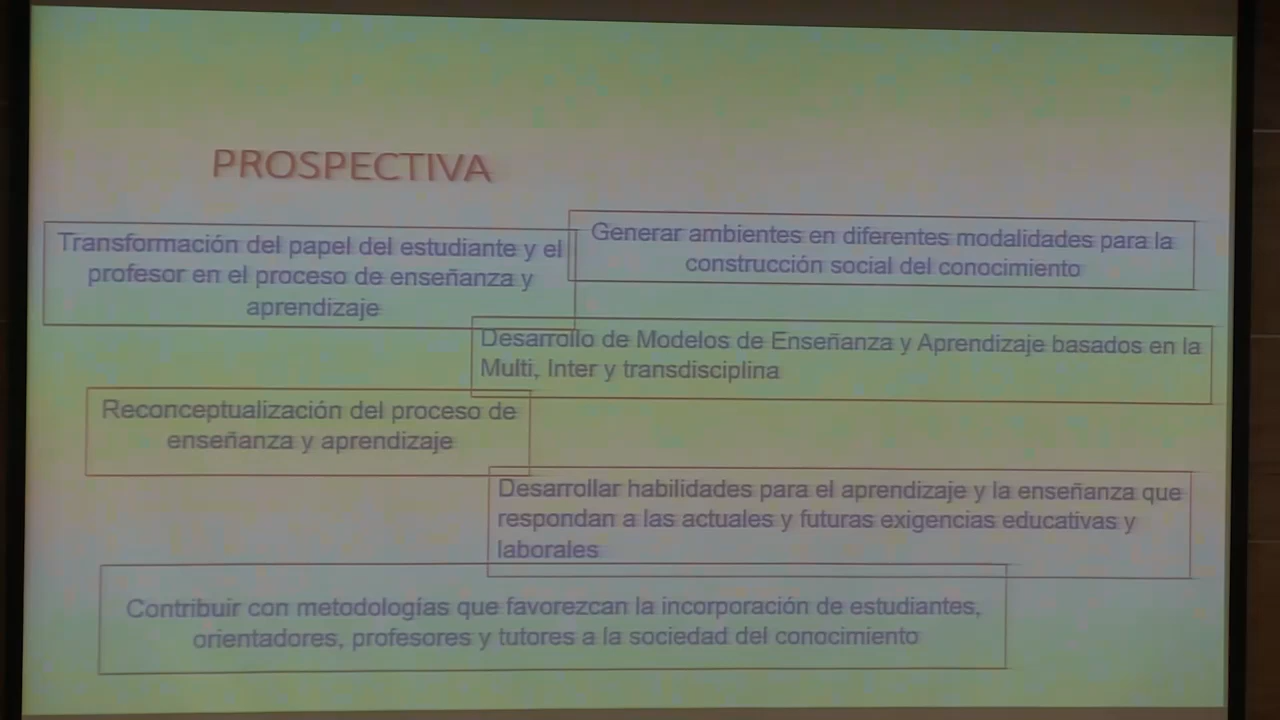 PROSPECTIVA
Transformación del papel del estudiante y el
profesor en el proceso de enseñanza y
aprendizaje
Generar ambientes en diferentes modalidades para la
construcción social del conocimiento
Desarrollo de Modelos de Enseñanza y Aprendizaje basados en la
Multi, Inter y transdisciplina
Reconceptualización del proceso de
enseñanza y aprendizaje
Desarrollar habilidades para el aprendizaje y la enseñanza que
respondan a las actuales y futuras exigencias educativas y
laborales
Contribuir con metodologías que favorezcan la incorporación de estudiantes,
orientadores, profesores y tutores a la sociedad del conocimiento